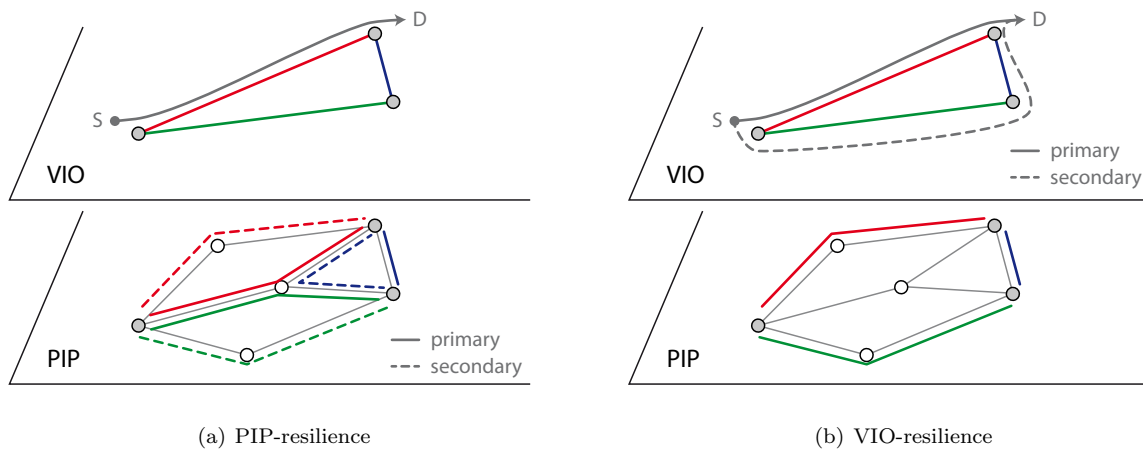 D
S
VIO
PIP
primary
secondary
(a) PIP-resilience
D
S
primary
secondary
VIO
PIP
(b) VIO-resilience